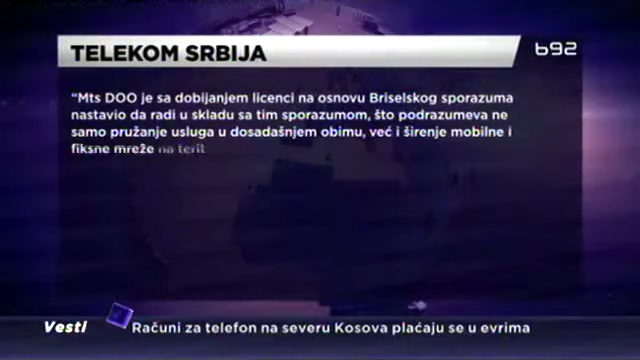 TELEKOM SRBIJA
b92
“Mts DOO je sa dobijanjem licenci na osnovu Briselskog sporazuma
nastavio da radi u skladu sa tim sporazumom, što podrazumeva ne
samo pružanje usluga u dosadašnjem obimu, već i širenje mobilne i
fiksne mreže na terit
Vesti
Računi za telefon na severu Kosova plaćaju se u evrima